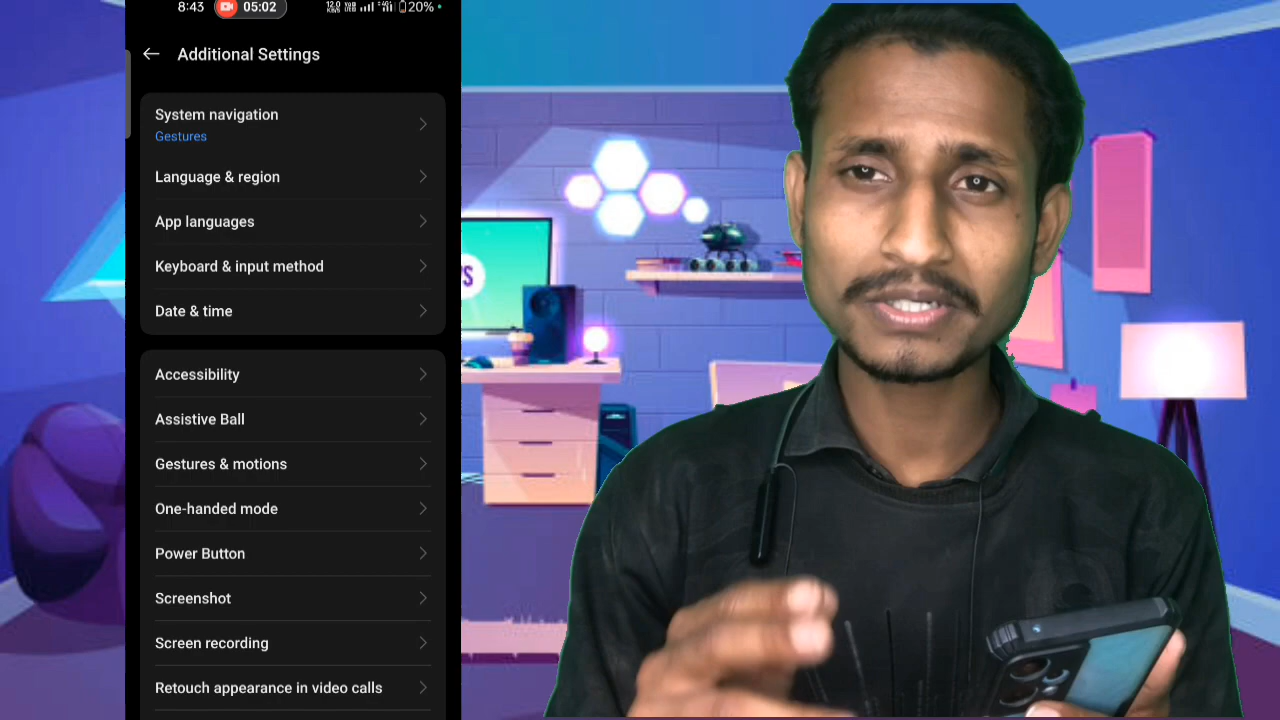 8:43 05:02 20%
Additional Settings
System navigation
Gestures
Language & region
App languages
Keyboard & input method
Date & time
Accessibility
Assistive Ball
Gestures & motions
One-handed mode
Power Button
Screenshot
Screen recording
Retouch appearance in video calls